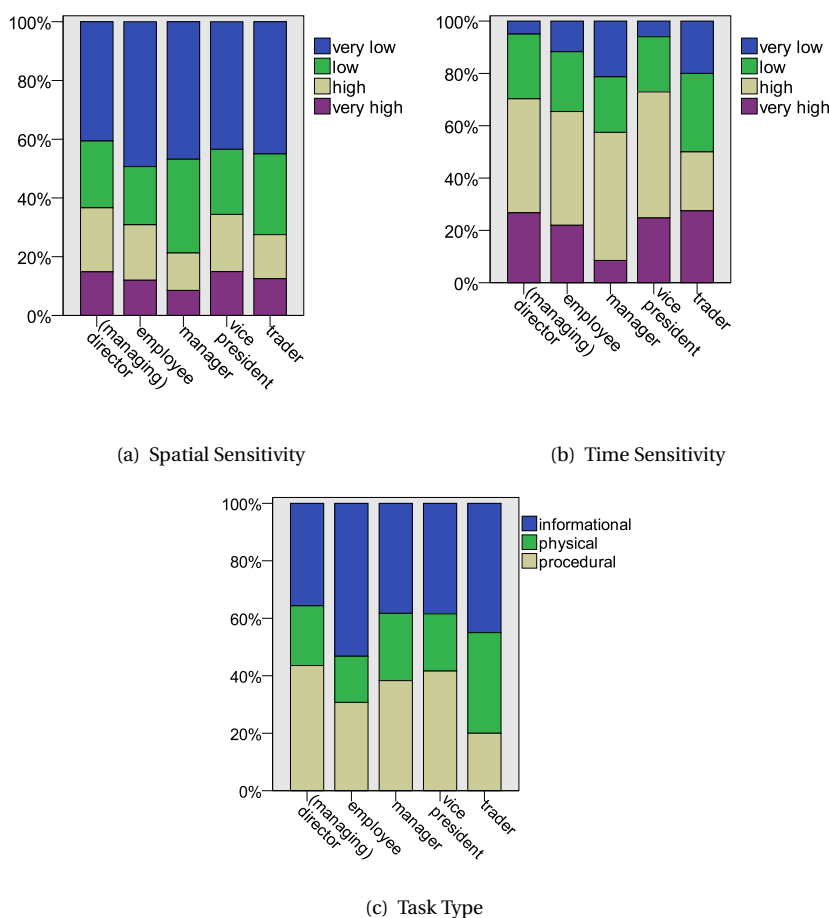 100%
80%
60%
40%
20%
0%
very low
low
high
very high
(managing)
director
employee
manager
vice
president
trader
(a) Spatial Sensitivity
100%
80%
60%
40%
20%
0%
very low
low
high
very high
(managing)
director
employee
manager
vice
president
trader
(b) Time Sensitivity
100%
80%
60%
40%
20%
0%
informational
physical
procedural
(managing)
director
employee
manager
vice
president
trader
(c) Task Type